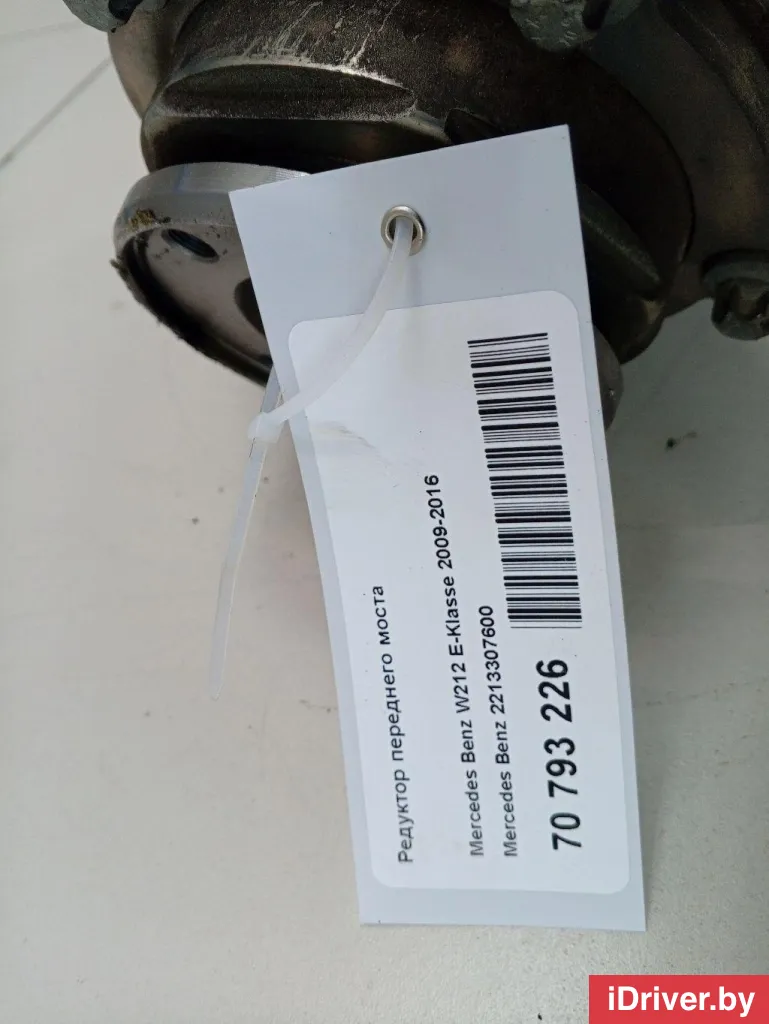 Редуктор переднего моста
Mercedes Benz W212 E-Klasse 2009-2016
Mercedes Benz 2213307600
70 793 226
iDriver.by